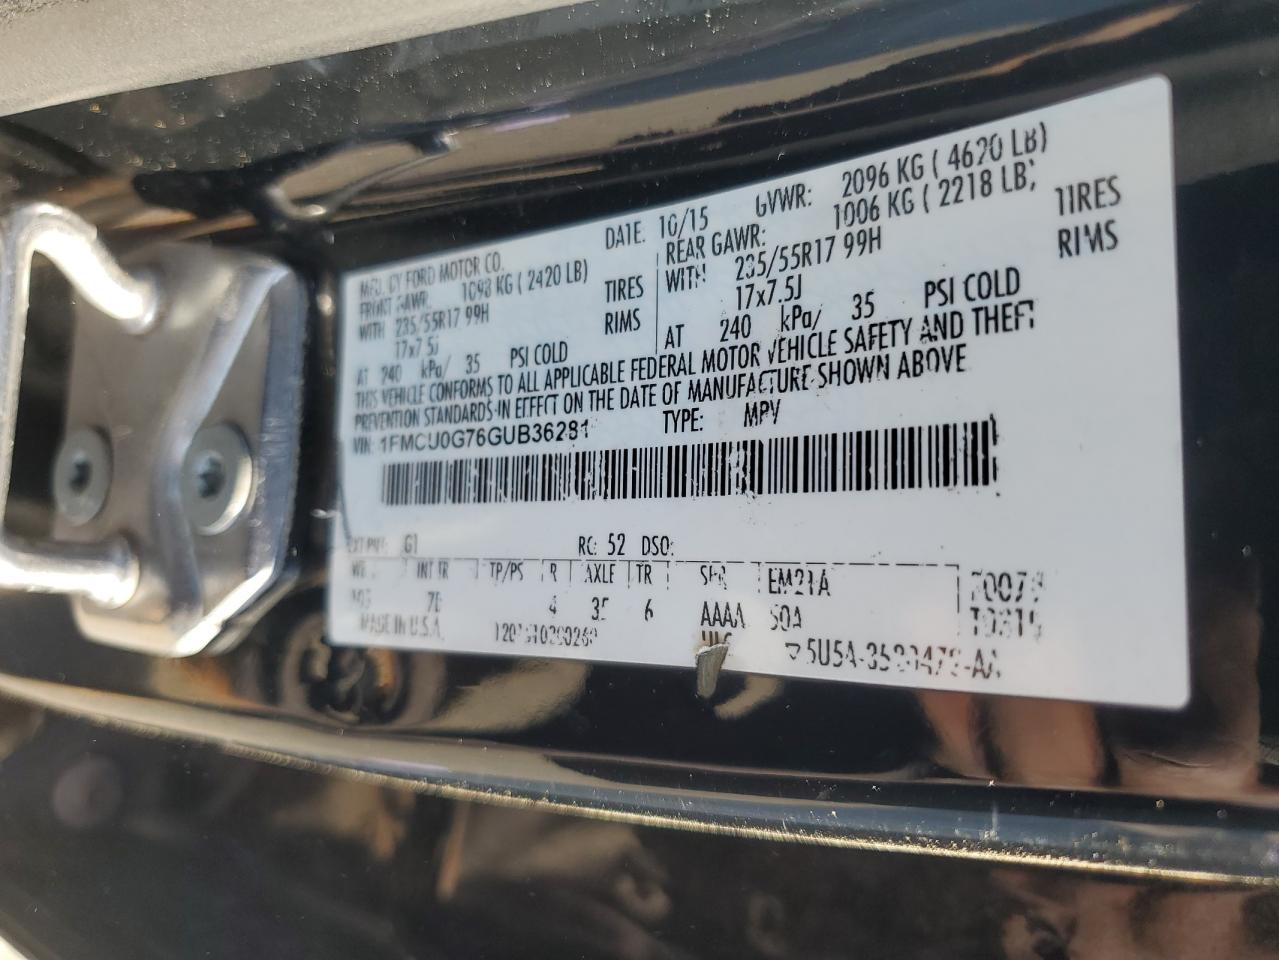 MFD. BY FORD MOTOR CO. DATE: 10/15 GVWR: 2096 KG ( 4620 LB)
FRONT GAWR: 1098 KG ( 2420 LB) REAR GAWR: 1006 KG ( 2218 LB)
WITH 235/55R17 99H TIRES WITH 235/55R17 99H TIRES
17x7.5J RIMS 17x7.5J RIMS
AT 240 kPa/ 35 PSI COLD AT 240 kPa/ 35 PSI COLD
THIS VEHICLE CONFORMS TO ALL APPLICABLE FEDERAL MOTOR VEHICLE SAFETY AND THEFT
PREVENTION STANDARDS IN EFFECT ON THE DATE OF MANUFACTURE SHOWN ABOVE
VIN: 1FMCU0G76GUB36281 TYPE: MPV
EXT PNT: G1 RC: 52 DSO:
WB INT TR TP/PS R AXLE TR SPR EM21A
4 6 AAAA
MADE IN U.S.A.